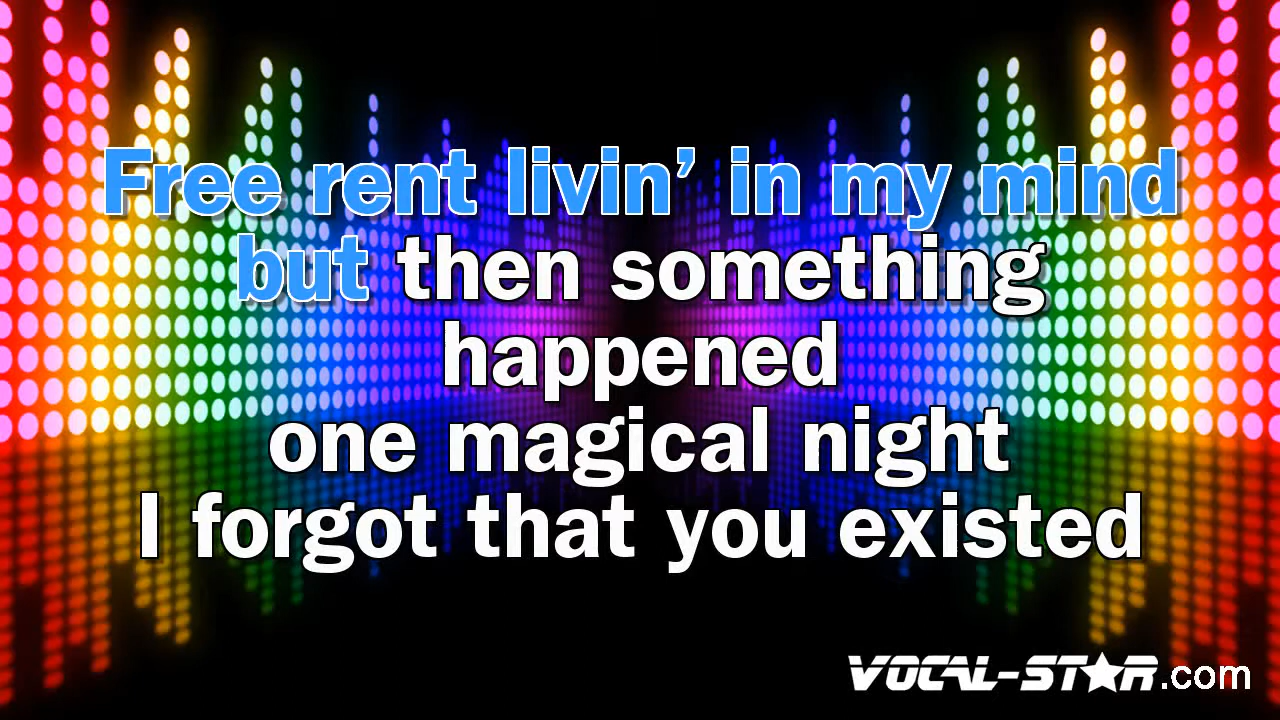 Free rent livin’ in my mind
but then something
happened
one magical night
I forgot that you existed
VOCAL-STAR.com